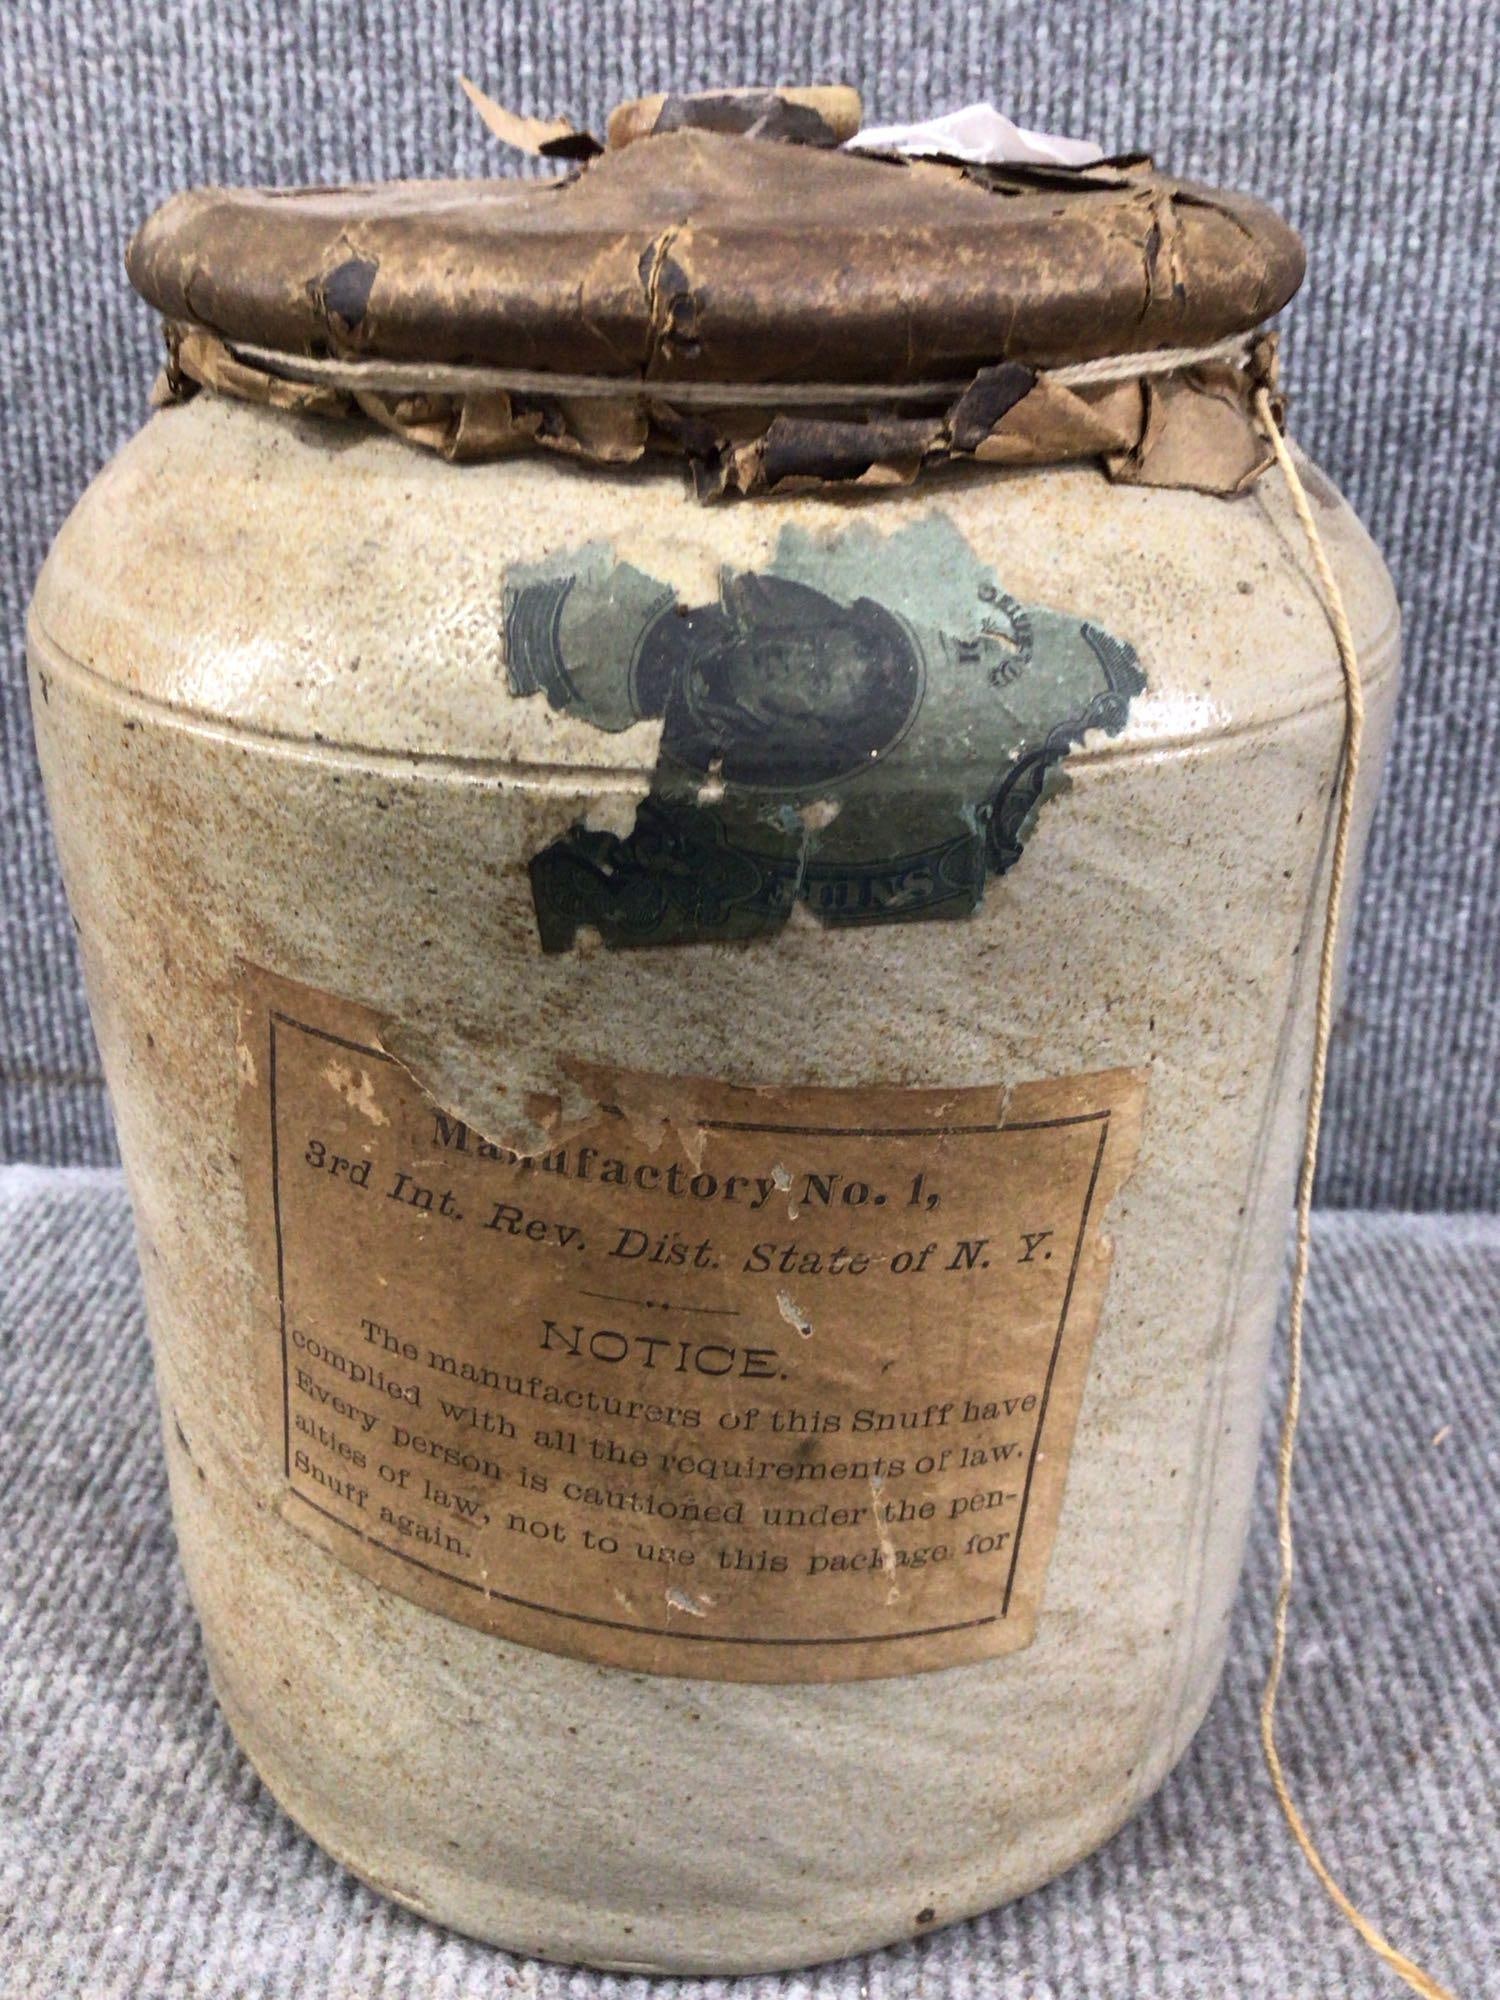 Manufactory No. 1,
3rd Int. Rev. Dist. State of N. Y.
NOTICE.
The manufacturers of this Snuff have
complied with all the requirements of law.
Every person is cautioned under the pen-
alties of law, not to use this package for
Snuff again.